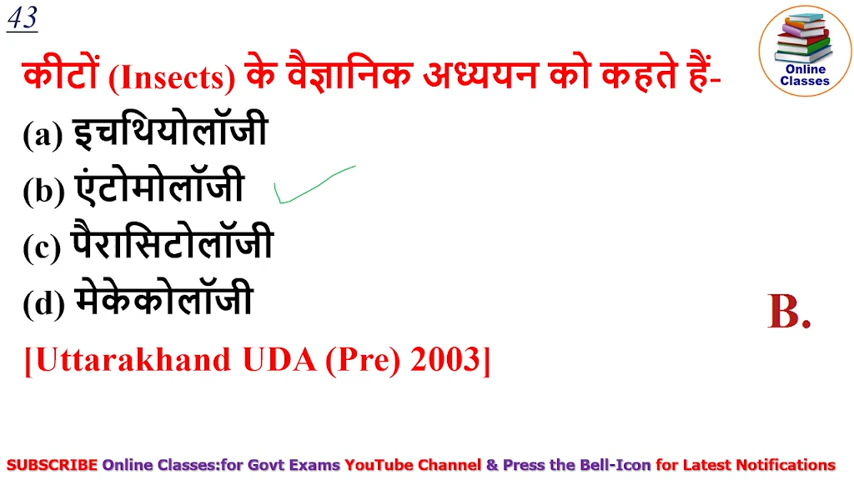 43
Online
Classes
कीटों (Insects) के वैज्ञानिक अध्ययन को कहते हैं-
(a) इचथियोलॉजी
(b) एंटोमोलॉजी
(c) पैरासिटोलॉजी
(d) मेकेकोलॉजी
B.
[Uttarakhand UDA (Pre) 2003]
SUBSCRIBE Online Classes:for Govt Exams YouTube Channel & Press the Bell-Icon for Latest Notifications